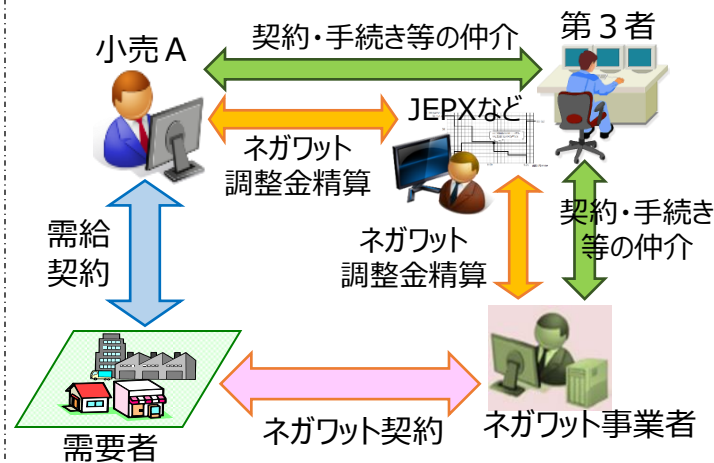 小売A
契約・手続き等の仲介
第３者
JEPXなど
ネガワット
調整金精算
需給
契約
ネガワット
調整金精算
契約・手続き
等の仲介
ネガワット契約
ネガワット事業者
需要者